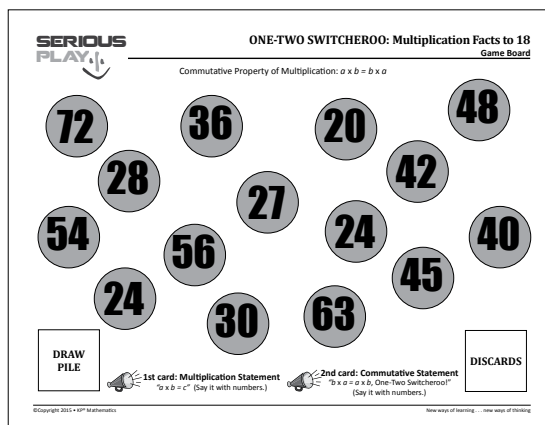 SERIOUS
PLAY
ONE-TWO SWITCHEROO: Multiplication Facts to 18
Game Board
Commutative Property of Multiplication: a x b = b x a
72
36
20
48
28
27
42
54
56
24
40
24
30
63
45
DRAW
PILE
1st card: Multiplication Statement
"a x b = c" (Say it with numbers.)
2nd card: Commutative Statement
"b x a = a x b, One-Two Switcheroo!"
(Say it with numbers.)
DISCARDS
©Copyright 2015 • KP® Mathematics
New ways of learning . . . new ways of thinking